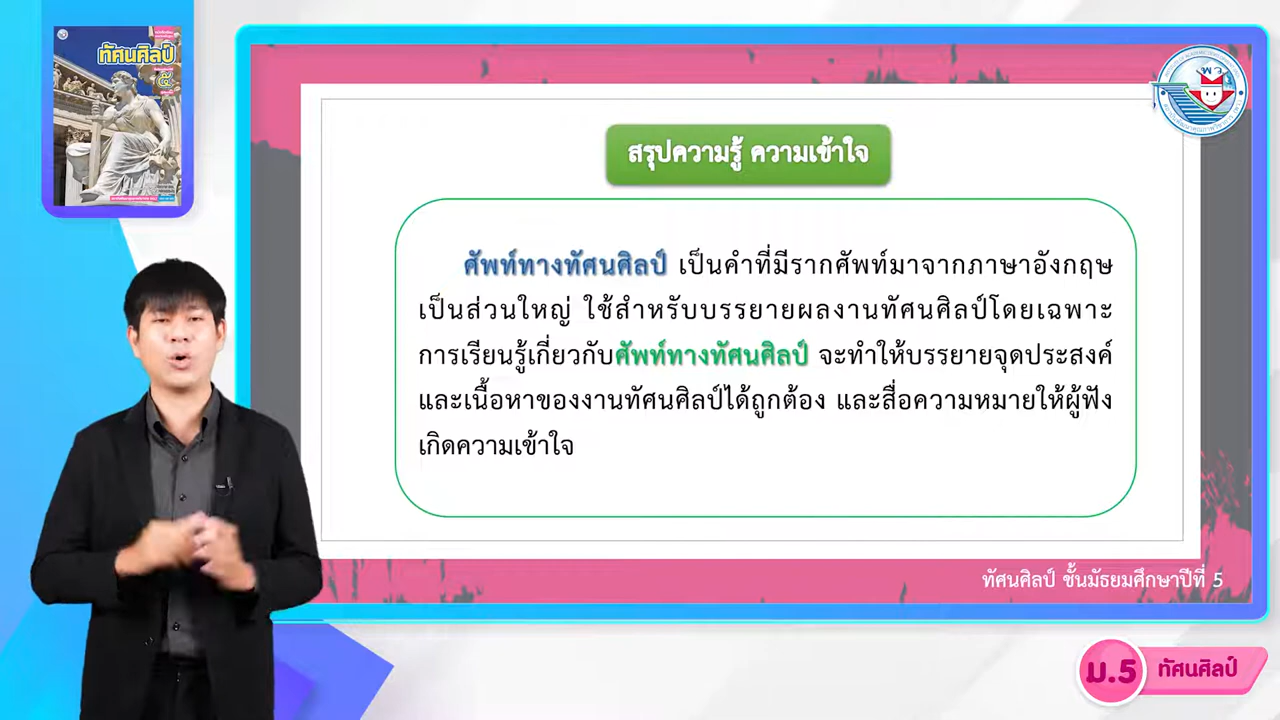 ทัศนศิลป์
๕
พว
สรุปความรู้ ความเข้าใจ
ศัพท์ทางทัศนศิลป์ เป็นคำที่มีรากศัพท์มาจากภาษาอังกฤษ
เป็นส่วนใหญ่ ใช้สำหรับบรรยายผลงานทัศนศิลป์โดยเฉพาะ
การเรียนรู้เกี่ยวกับศัพท์ทางทัศนศิลป์ จะทำให้บรรยายจุดประสงค์
และเนื้อหาของงานทัศนศิลป์ได้ถูกต้อง และสื่อความหมายให้ผู้ฟัง
เกิดความเข้าใจ
ทัศนศิลป์ ชั้นมัธยมศึกษาปีที่ 5
ม.5 ทัศนศิลป์